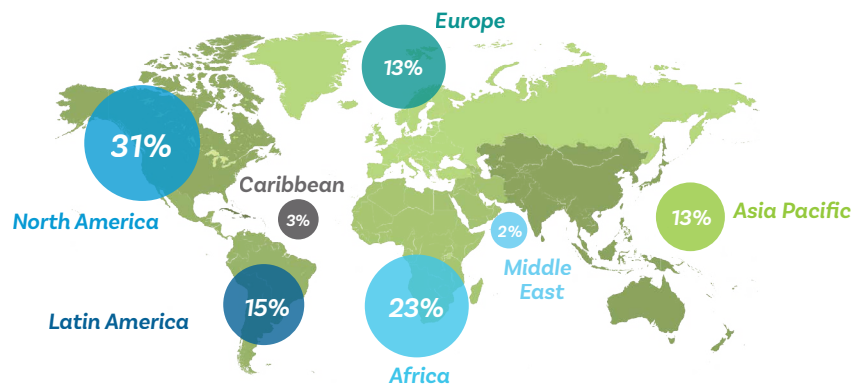 Europe
13%
31%
North America
Caribbean
3%
13%
Asia Pacific
2%
Middle
East
15%
Latin America
23%
Africa